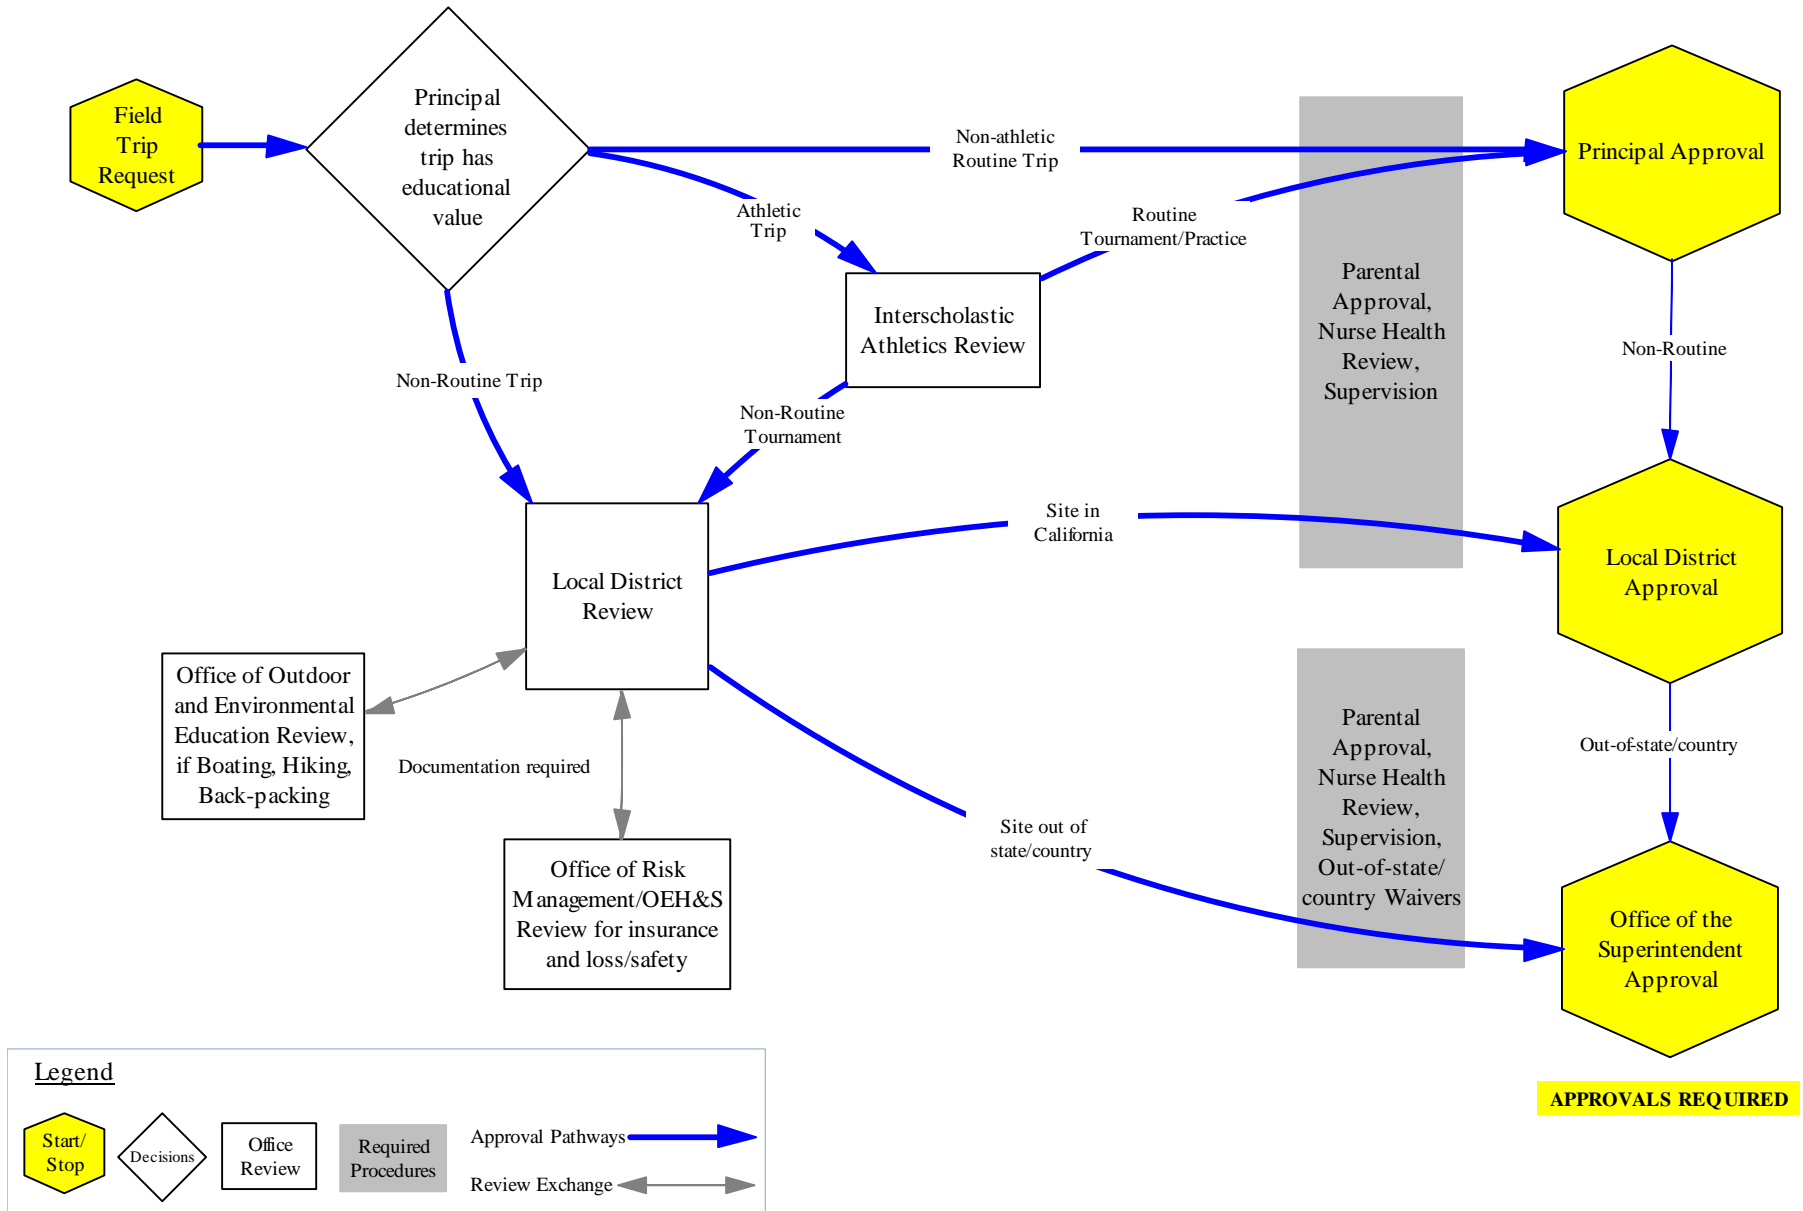 Field
Trip
Request
Principal
determines
trip has
educational
value
Non-athletic
Routine Trip
Principal Approval
Athletic
Trip
Routine
Tournament/Practice
Interscholastic
Athletics Review
Parental
Approval,
Nurse Health
Review,
Supervision
Non-Routine
Non-Routine Trip
Non-Routine
Tournament
Site in
California
Local District
Review
Local District
Approval
Office of Outdoor
and Environmental
Education Review,
if Boating, Hiking,
Back-packing
Documentation required
Parental
Approval,
Nurse Health
Review,
Supervision,
Out-of-state/
country Waivers
Out-of-state/country
Site out of
state/country
Office of Risk
Management/OEH&S
Review for insurance
and loss/safety
Office of the
Superintendent
Approval
APPROVALS REQUIRED
Legend
Start/
Stop
Decisions
Office
Review
Required
Procedures
Approval Pathways
Review Exchange